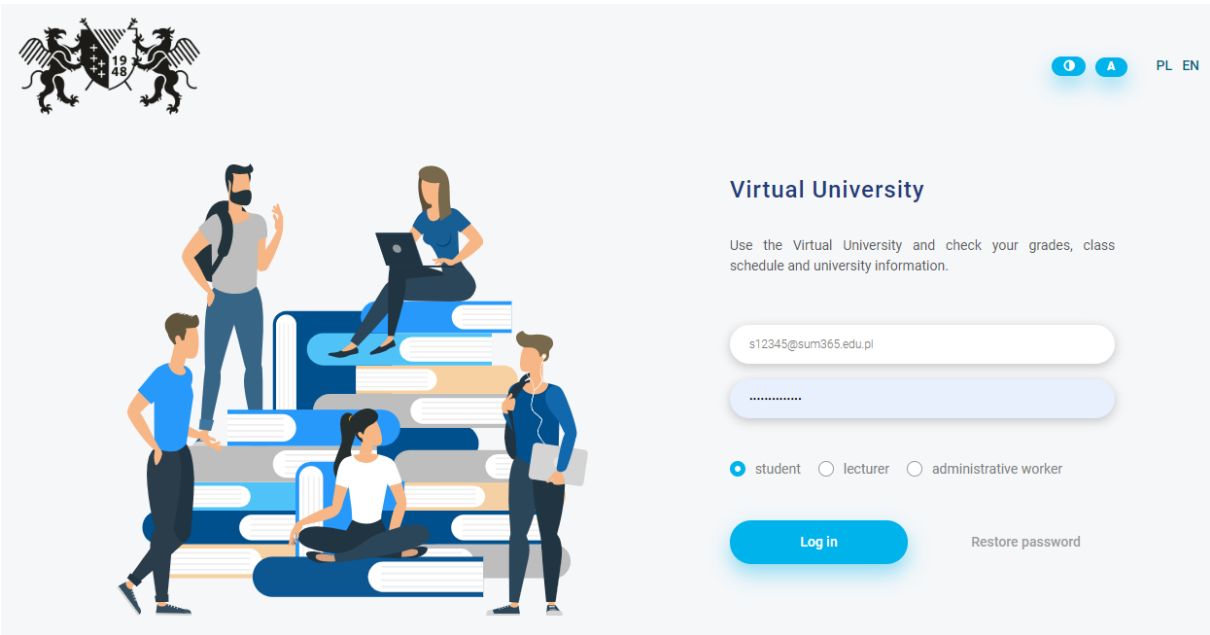 19
48
A
PL EN
Virtual University
Use the Virtual University and check your grades, class
schedule and university information.
s12345@sum365.edu.pl
••••••••••••••
student lecturer administrative worker
Log in Restore password